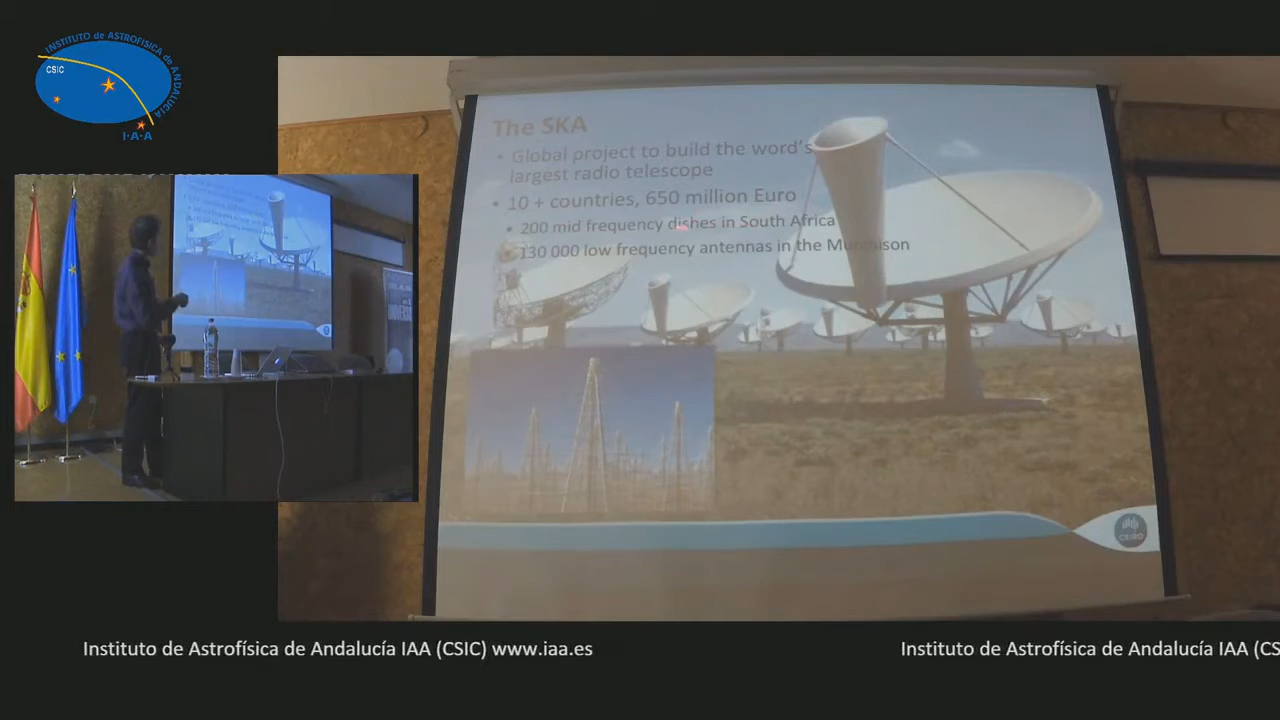 INSTITUTO de ASTROFÍSICA de ANDALUCÍA
CSIC
I·A·A
The SKA
• Global project to build the word's
largest radio telescope
• 10 + countries, 650 million Euro
• 200 mid frequency dishes in South Africa
• 130 000 low frequency antennas in the Murchison
CSIRO
Instituto de Astrofísica de Andalucía IAA (CSIC) www.iaa.es
Instituto de Astrofísica de Andalucía IAA (CS